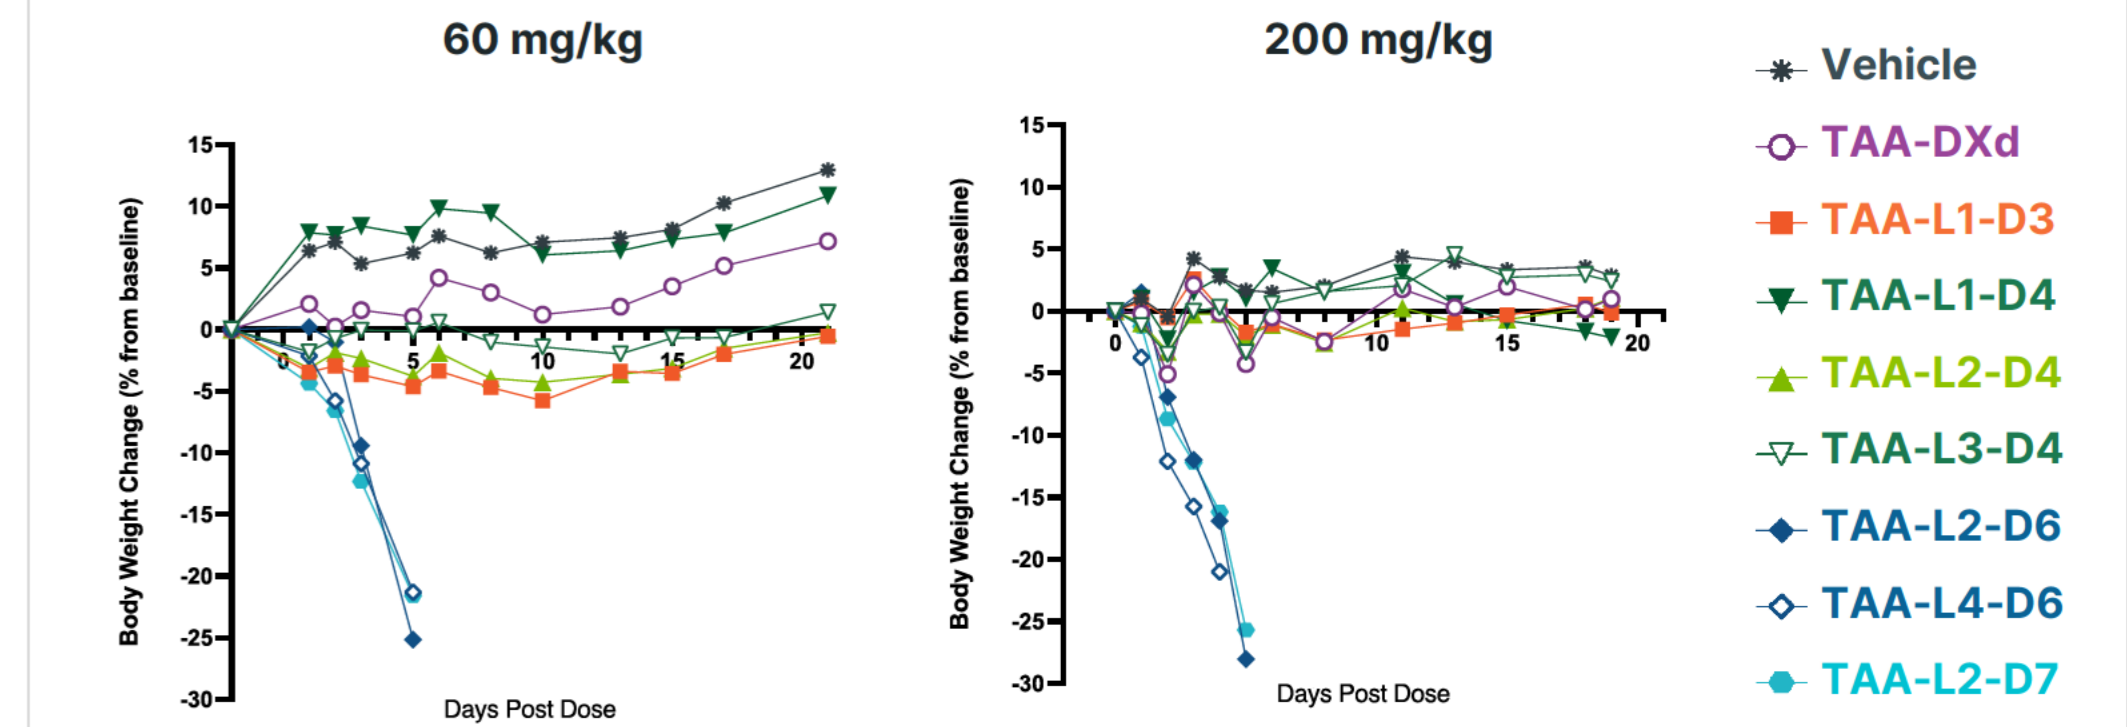 60 mg/kg
Body Weight Change (% from baseline)
15
10
5
0
-5
-10
-15
-20
-25
-30
0
5
10
15
20
Days Post Dose
200 mg/kg
Body Weight Change (% from baseline)
15
10
5
0
-5
-10
-15
-20
-25
-30
0
10
15
20
Days Post Dose
Vehicle
TAA-DXd
TAA-L1-D3
TAA-L1-D4
TAA-L2-D4
TAA-L3-D4
TAA-L2-D6
TAA-L4-D6
TAA-L2-D7